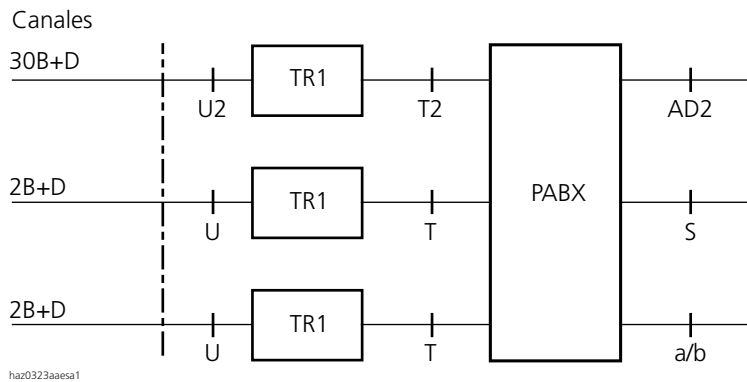 Canales
30B+D
TR1
U2
T2
AD2
2B+D
TR1
PABX
U
T
S
2B+D
TR1
U
T
a/b
haz0323aaesa1